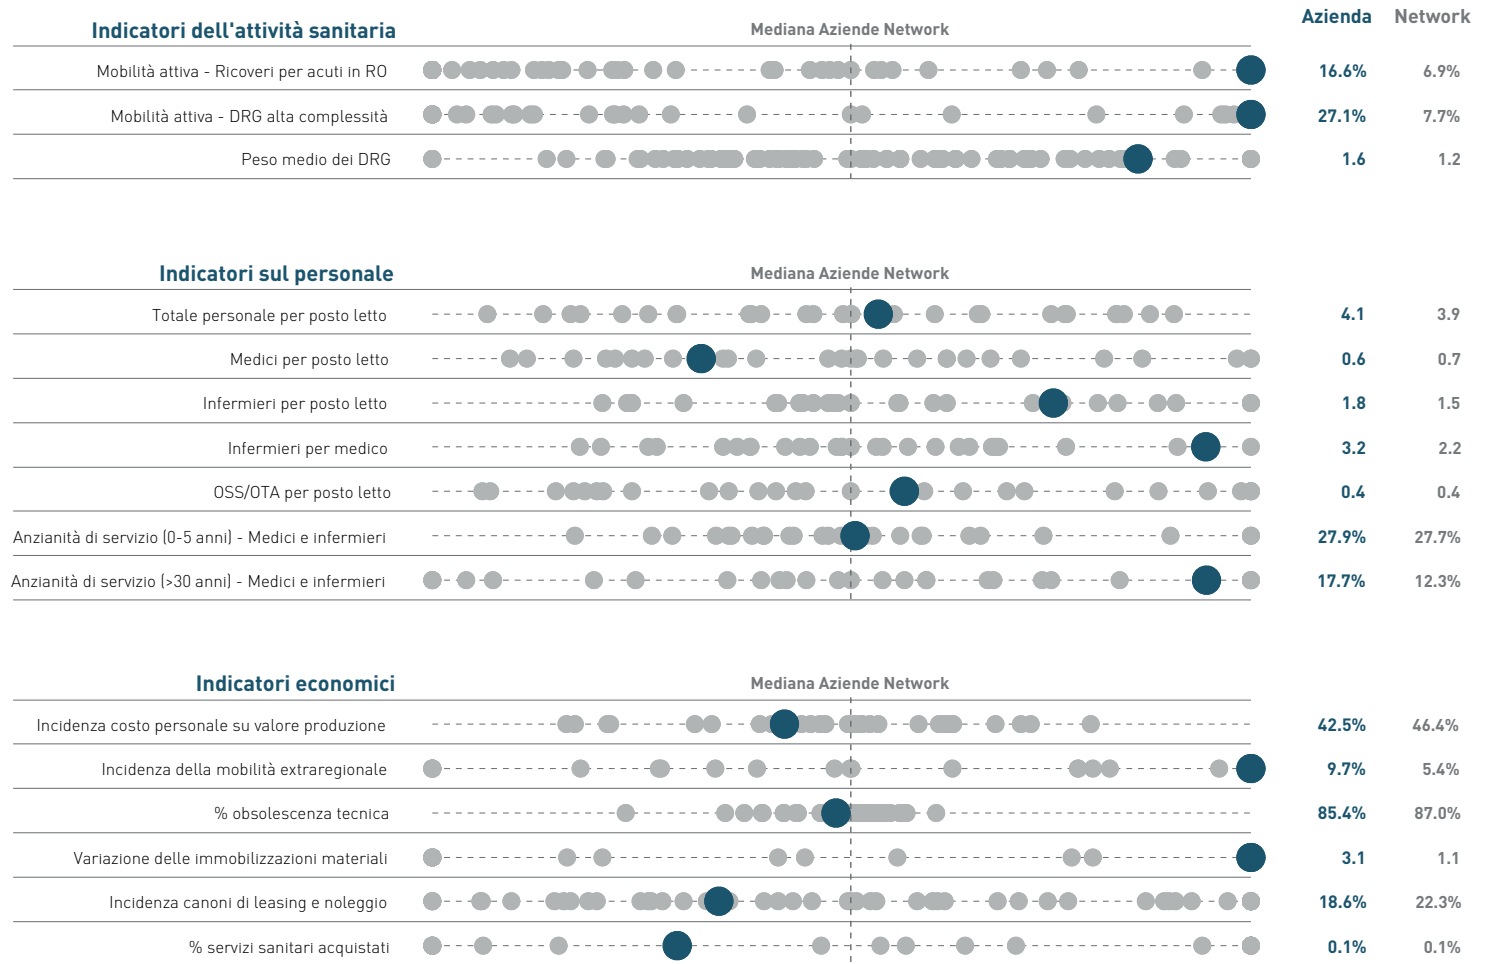 Azienda Network
Indicatori dell'attività sanitaria Mediana Aziende Network
Mobilità attiva - Ricoveri per acuti in RO 16.6% 6.9%
Mobilità attiva - DRG alta complessità 27.1% 7.7%
Peso medio dei DRG 1.6 1.2
Indicatori sul personale Mediana Aziende Network
Totale personale per posto letto 4.1 3.9
Medici per posto letto 0.6 0.7
Infermieri per posto letto 1.8 1.5
Infermieri per medico 3.2 2.2
OSS/OTA per posto letto 0.4 0.4
Anzianità di servizio (0-5 anni) - Medici e infermieri 27.9% 27.7%
Anzianità di servizio (>30 anni) - Medici e infermieri 17.7% 12.3%
Indicatori economici Mediana Aziende Network
Incidenza costo personale su valore produzione 42.5% 46.4%
Incidenza della mobilità extraregionale 9.7% 5.4%
% obsolescenza tecnica 85.4% 87.0%
Variazione delle immobilizzazioni materiali 3.1 1.1
Incidenza canoni di leasing e noleggio 18.6% 22.3%
% servizi sanitari acquistati 0.1% 0.1%